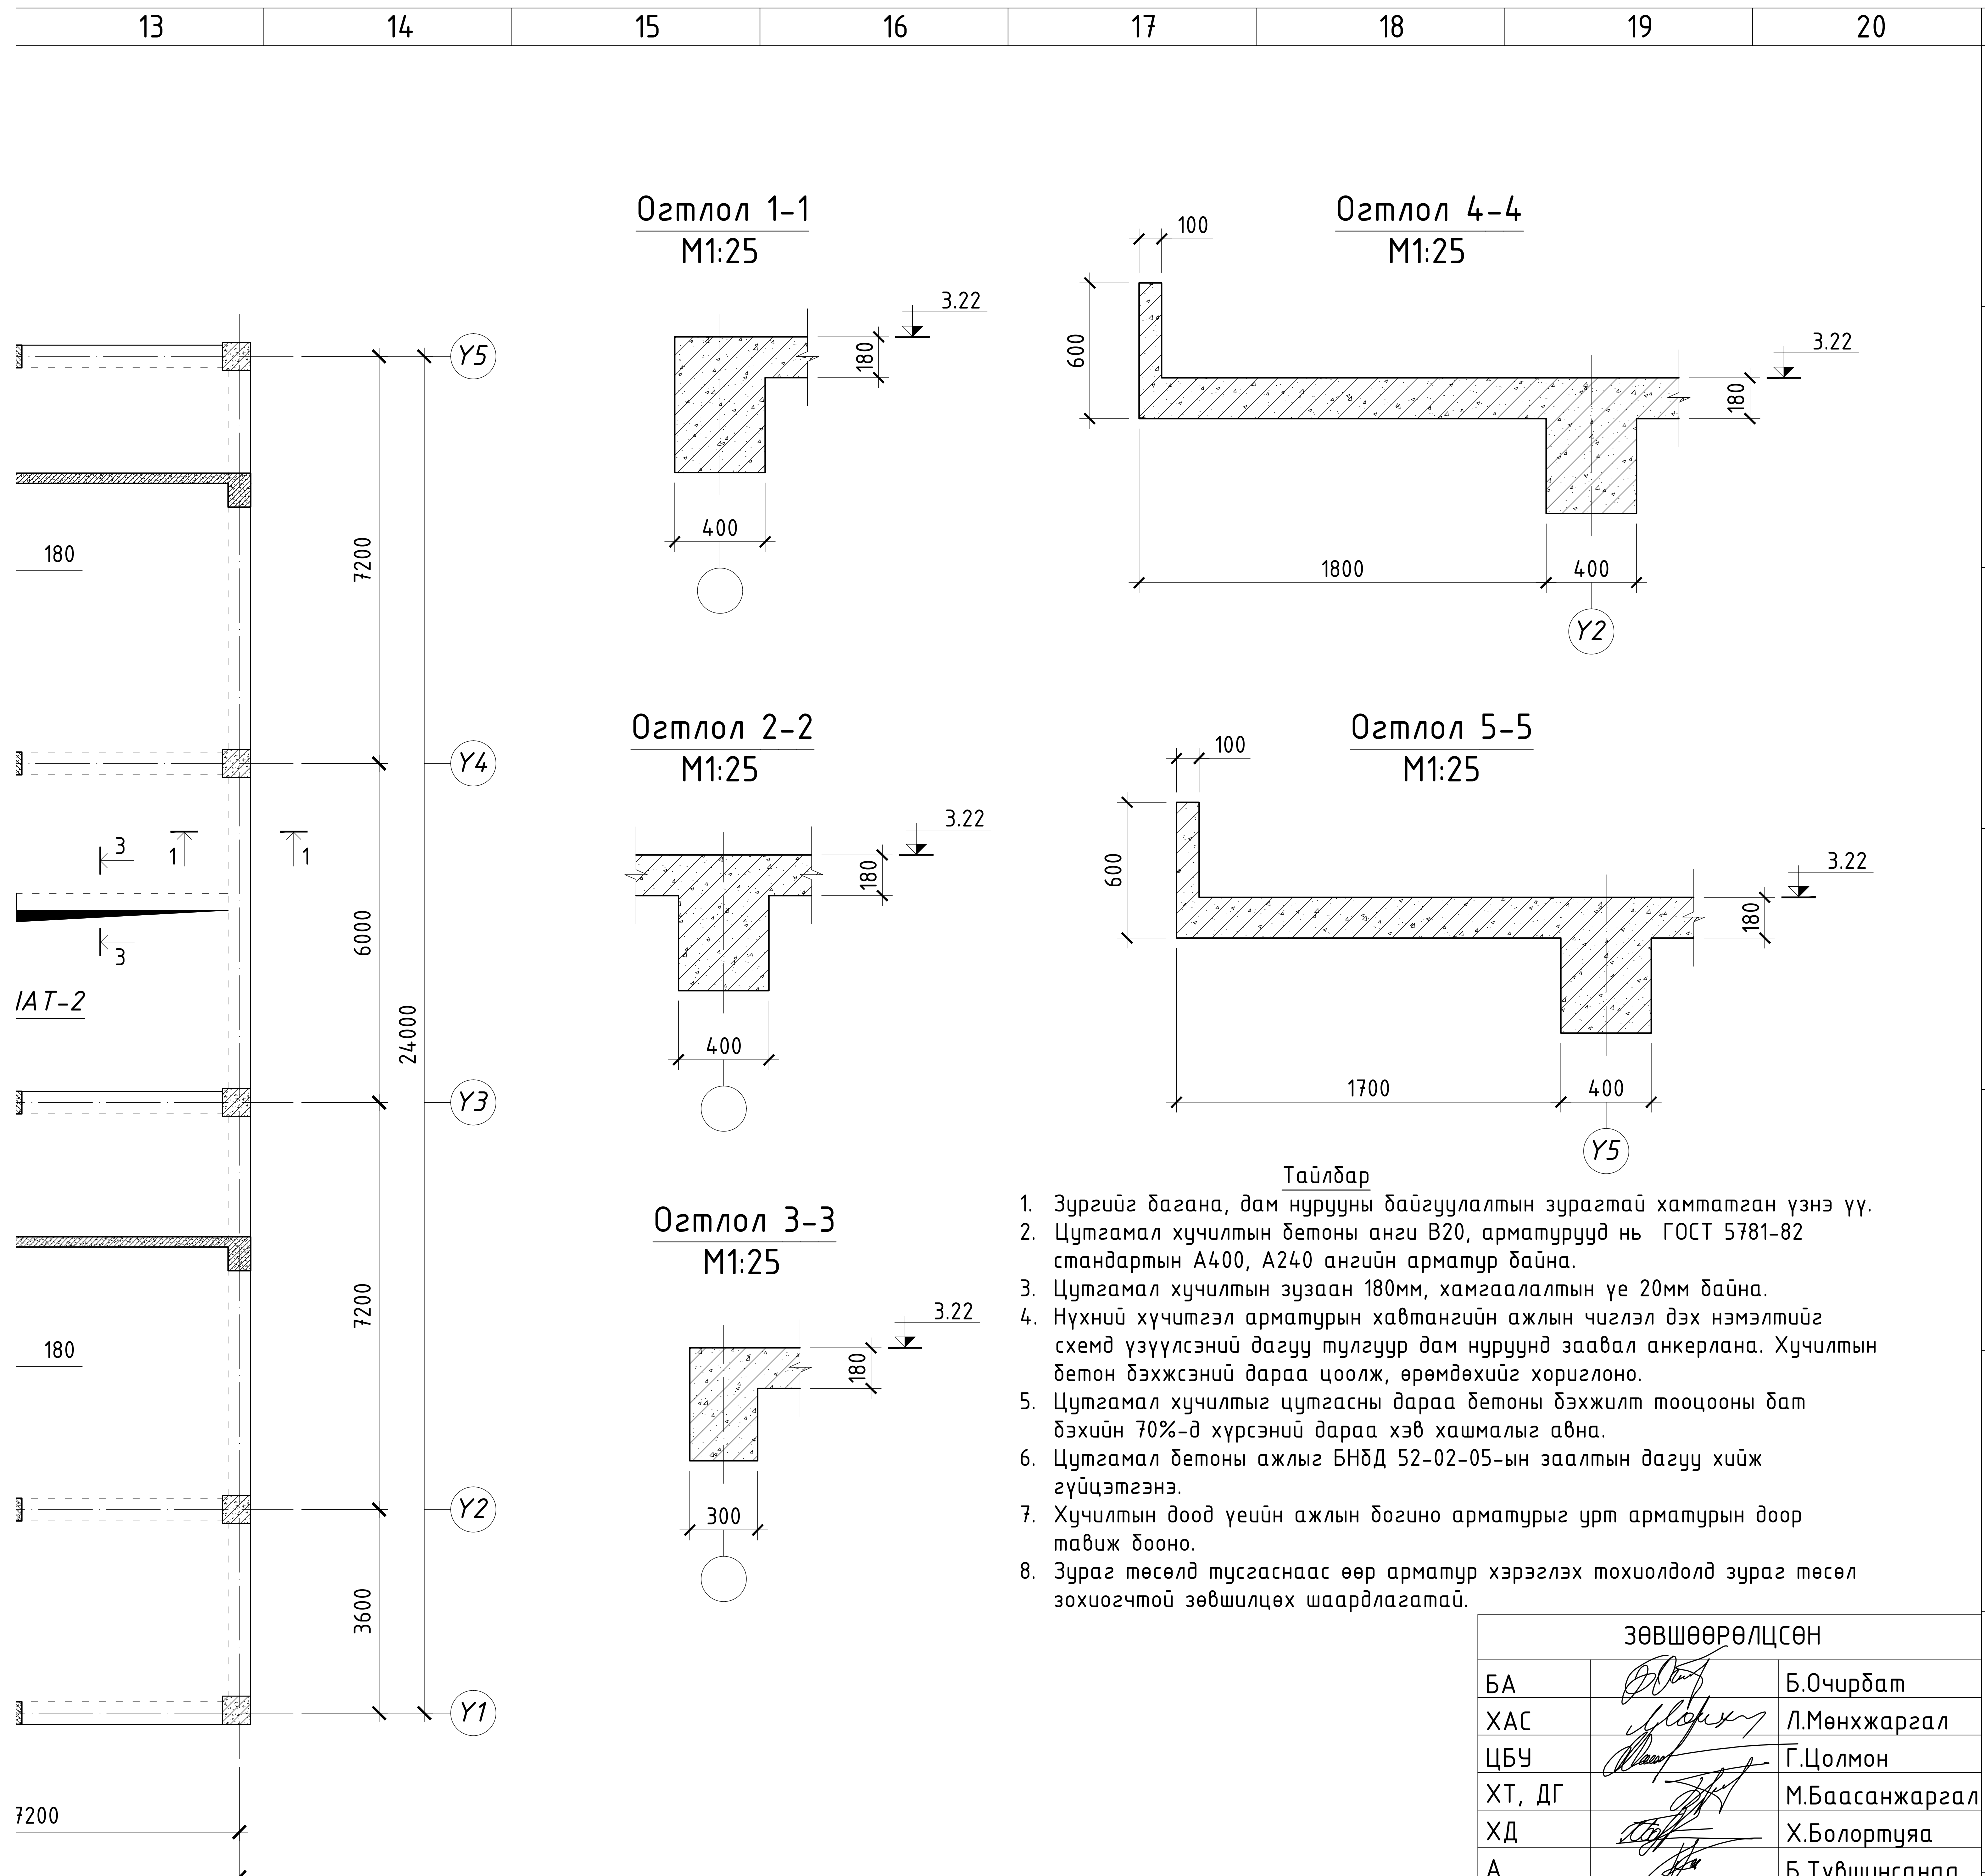 13 14 15 16 17 18 19 20
Огтлол 1-1
М1:25
3.22
180
400
Огтлол 4-4
М1:25
100
600
3.22
180
1800
400
Y2
Y5
180
7200
Y4
3
1
1
6000
3
24000
Y3
7200
180
Y2
3600
Y1
7200
Огтлол 2-2
М1:25
3.22
180
400
Огтлол 5-5
М1:25
100
600
3.22
180
1700
400
Y5
Огтлол 3-3
М1:25
3.22
180
300
Тайлбар
1. Зургийг багана, дам нурууны байгуулалтын зурагтай хамтатган үзнэ үү.
2. Цутгамал хучилтын бетоны анги В20, арматурууд нь ГОСТ 5781-82
стандартын А400, А240 ангийн арматур байна.
3. Цутгамал хучилтын зузаан 180мм, хамгаалалтын үе 20мм байна.
4. Нүхний хүчитгэл арматурын хавтангийн ажлын чиглэл дэх нэмэлтийг
схемд үзүүлсэний дагуу тулгуур дам нуруунд заавал анкерлана. Хучилтын
бетон бэхжсэний дараа цоолж, өрөмдөхийг хориглоно.
5. Цутгамал хучилтыг цутгасны дараа бетоны бэхжилт тооцооны бат
бэхийн 70%-д хүрсэний дараа хэв хашмалыг авна.
6. Цутгамал бетоны ажлыг БНбД 52-02-05-ын заалтын дагуу хийж
гүйцэтгэнэ.
7. Хучилтын доод үеийн ажлын богино арматурыг урт арматурын доор
тавиж бооно.
8. Зураг төсөлд тусгаснаас өөр арматур хэрэглэх тохиолдолд зураг төсөл
зохиогчтой зөвшилцөх шаардлагатай.
ЗӨВШӨӨРӨЛЦСӨН
БА Б.Очирбат
ХАС Л.Мөнхжаргал
ЦБУ Г.Цолмон
ХТ, ДГ М.Баасанжаргал
ХД Х.Болортуяа
А